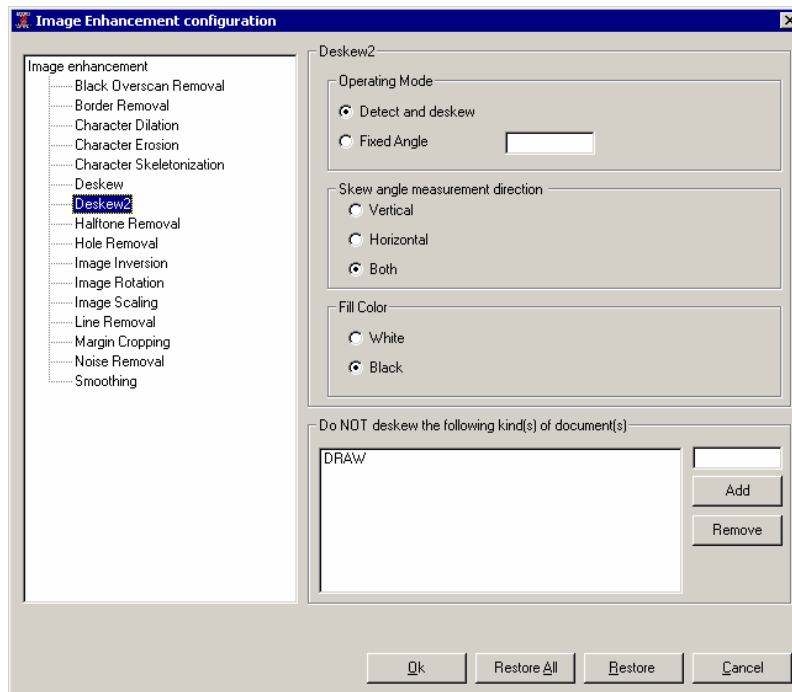 Image Enhancement configuration
Image enhancement
Black Overscan Removal
Border Removal
Character Dilation
Character Erosion
Character Skeletonization
Deskew
Deskew2
Halftone Removal
Hole Removal
Image Inversion
Image Rotation
Image Scaling
Line Removal
Margin Cropping
Noise Removal
Smoothing
Deskew2
Operating Mode
Detect and deskew
Fixed Angle
Skew angle measurement direction
Vertical
Horizontal
Both
Fill Color
White
Black
Do NOT deskew the following kind(s) of document(s)
DRAW
Add
Remove
Ok
Restore All
Restore
Cancel